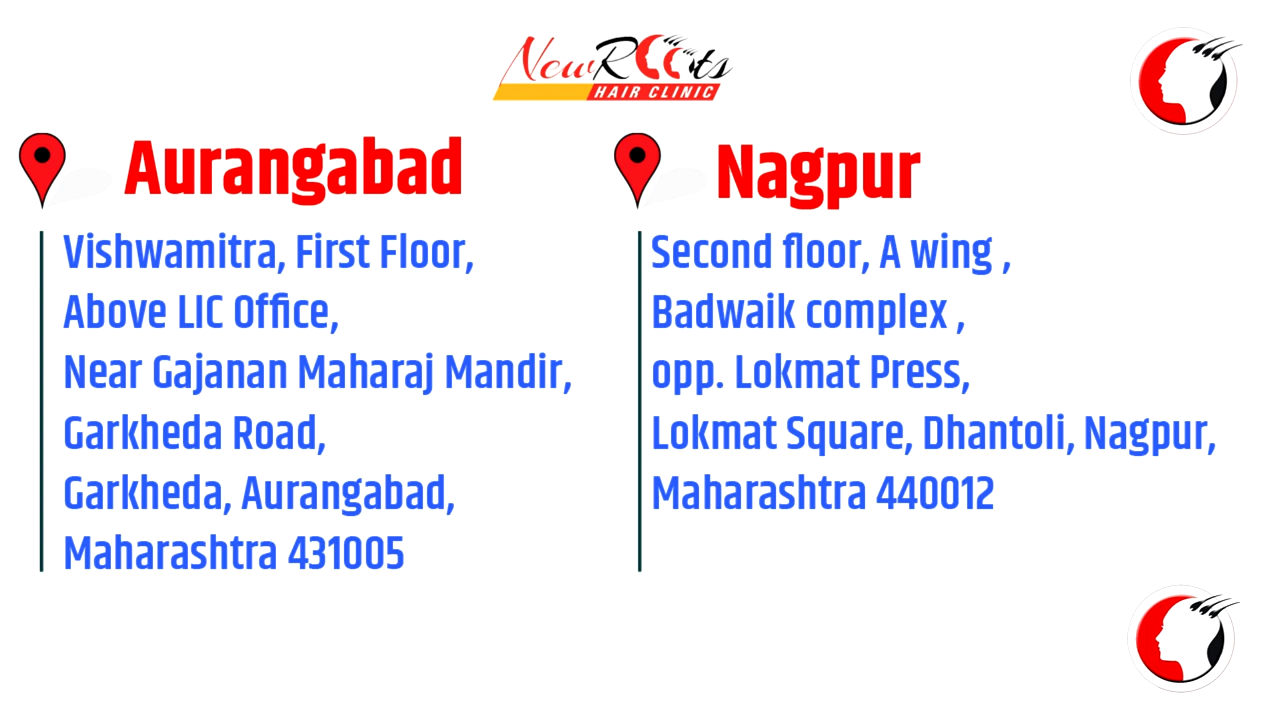 NewRoots
HAIR CLINIC
Aurangabad
Vishwamitra, First Floor,
Above LIC Office,
Near Gajanan Maharaj Mandir,
Garkheda Road,
Garkheda, Aurangabad,
Maharashtra 431005
Nagpur
Second floor, A wing ,
Badwaik complex ,
opp. Lokmat Press,
Lokmat Square, Dhantoli, Nagpur,
Maharashtra 440012